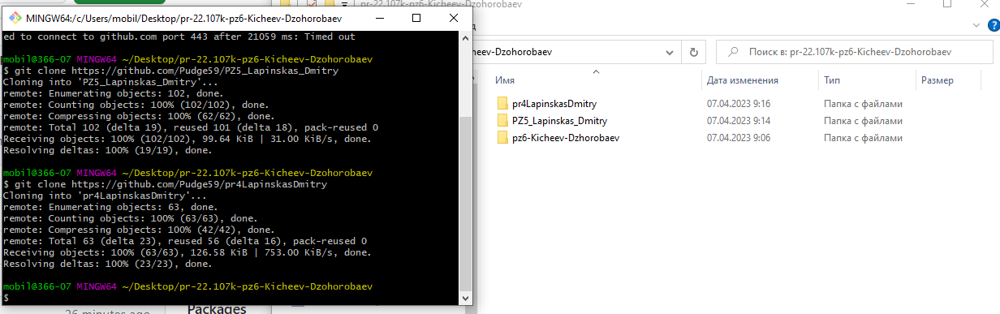 MINGW64:/c/Users/mobil/Desktop/pr-22.107k-pz6-Kicheev-Dzohorobaev
ed to connect to github.com port 443 after 21059 ms: Timed out
mobil@366-07 MINGW64 ~/Desktop/pr-22.107k-pz6-Kicheev-Dzohorobaev
$ git clone https://github.com/Pudge59/PZ5_Lapinskas_Dmitry
Cloning into 'PZ5_Lapinskas_Dmitry'...
remote: Enumerating objects: 102, done.
remote: Counting objects: 100% (102/102), done.
remote: Compressing objects: 100% (62/62), done.
remote: Total 102 (delta 19), reused 101 (delta 18), pack-reused 0
Receiving objects: 100% (102/102), 99.64 KiB | 31.00 KiB/s, done.
Resolving deltas: 100% (19/19), done.
mobil@366-07 MINGW64 ~/Desktop/pr-22.107k-pz6-Kicheev-Dzohorobaev
$ git clone https://github.com/Pudge59/pr4LapinskasDmitry
Cloning into 'pr4LapinskasDmitry'...
remote: Enumerating objects: 63, done.
remote: Counting objects: 100% (63/63), done.
remote: Compressing objects: 100% (42/42), done.
remote: Total 63 (delta 23), reused 56 (delta 16), pack-reused 0
Receiving objects: 100% (63/63), 126.58 KiB | 753.00 KiB/s, done.
Resolving deltas: 100% (23/23), done.
mobil@366-07 MINGW64 ~/Desktop/pr-22.107k-pz6-Kicheev-Dzohorobaev
$
pr-22.107k-pz6-Kicheev-Dzohorobaev
heev-Dzohorobaev
Поиск в: pr-22.107k-pz6-Kicheev-Dzohorobaev
Имя Дата изменения Тип Размер
pr4LapinskasDmitry 07.04.2023 9:16 Папка с файлами
PZ5_Lapinskas_Dmitry 07.04.2023 9:14 Папка с файлами
pz6-Kicheev-Dzhorobaev 07.04.2023 9:06 Папка с файлами
26 minutes ago
Packages